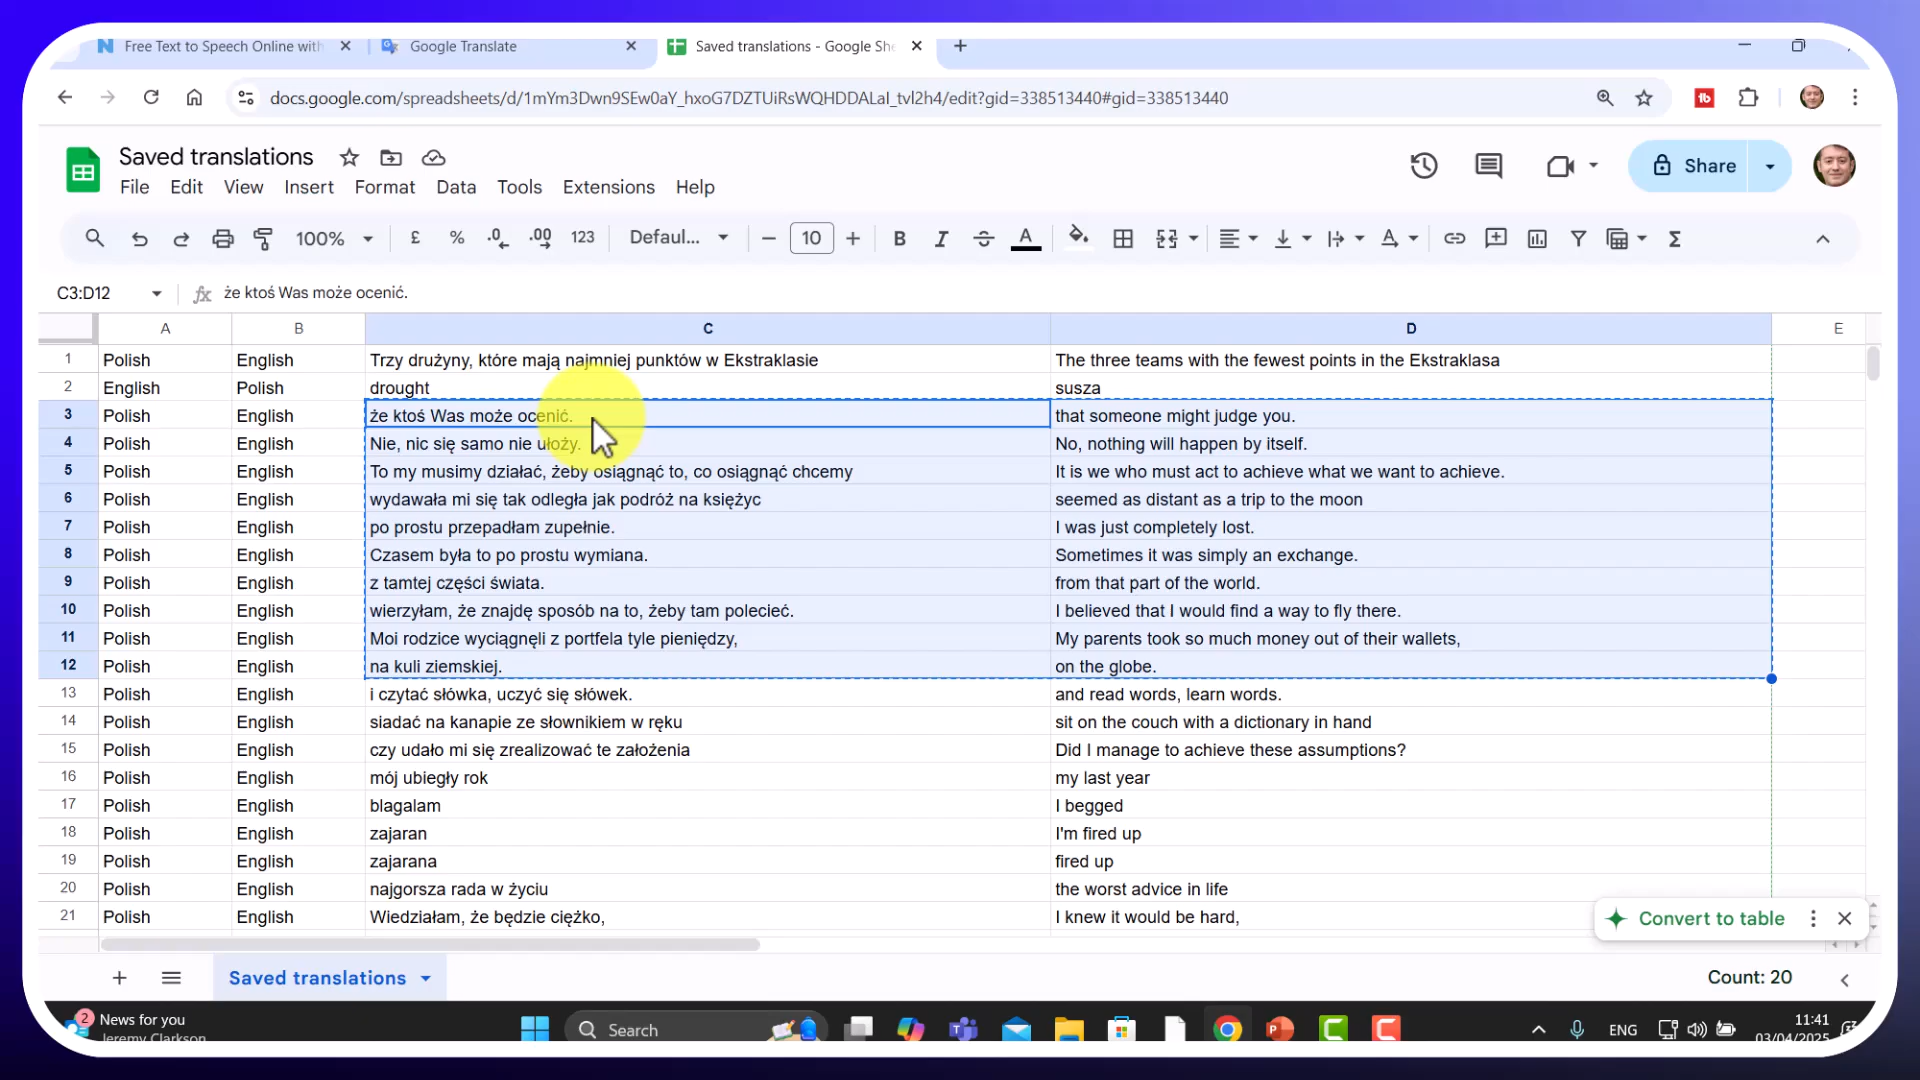 Free Text to Speech Online with
Google Translate
Saved translations - Google She
docs.google.com/spreadsheets/d/1mYm3Dwn9SEw0aY_hxoG7DZTUiRsWQHDDALaI_tvl2h4/edit?gid=338513440#gid=338513440
Saved translations
File Edit View Insert Format Data Tools Extensions Help
Share
100% £ % .0 .00 123 Defaul... 10 B I A
C3:D12 fx że ktoś Was może ocenić.
A B C D E
1 Polish English Trzy drużyny, które mają najmniej punktów w Ekstraklasie The three teams with the fewest points in the Ekstraklasa
2 English Polish drought susza
3 Polish English że ktoś Was może ocenić. that someone might judge you.
4 Polish English Nie, nic się samo nie ułoży. No, nothing will happen by itself.
5 Polish English To my musimy działać, żeby osiągnąć to, co osiągnąć chcemy It is we who must act to achieve what we want to achieve.
6 Polish English wydawała mi się tak odległa jak podróż na księżyc seemed as distant as a trip to the moon
7 Polish English po prostu przepadłam zupełnie. I was just completely lost.
8 Polish English Czasem była to po prostu wymiana. Sometimes it was simply an exchange.
9 Polish English z tamtej części świata. from that part of the world.
10 Polish English wierzyłam, że znajdę sposób na to, żeby tam polecieć. I believed that I would find a way to fly there.
11 Polish English Moi rodzice wyciągnęli z portfela tyle pieniędzy, My parents took so much money out of their wallets,
12 Polish English na kuli ziemskiej. on the globe.
13 Polish English i czytać słówka, uczyć się słówek. and read words, learn words.
14 Polish English siadać na kanapie ze słownikiem w ręku sit on the couch with a dictionary in hand
15 Polish English czy udało mi się zrealizować te założenia Did I manage to achieve these assumptions?
16 Polish English mój ubiegły rok my last year
17 Polish English blagalam I begged
18 Polish English zajaran I'm fired up
19 Polish English zajarana fired up
20 Polish English najgorsza rada w życiu the worst advice in life
21 Polish English Wiedziałam, że będzie ciężko, I knew it would be hard,
Convert to table
Saved translations
Count: 20
2 News for you
Jeremy Clarkson
Search
ENG
11:41
03/04/2025